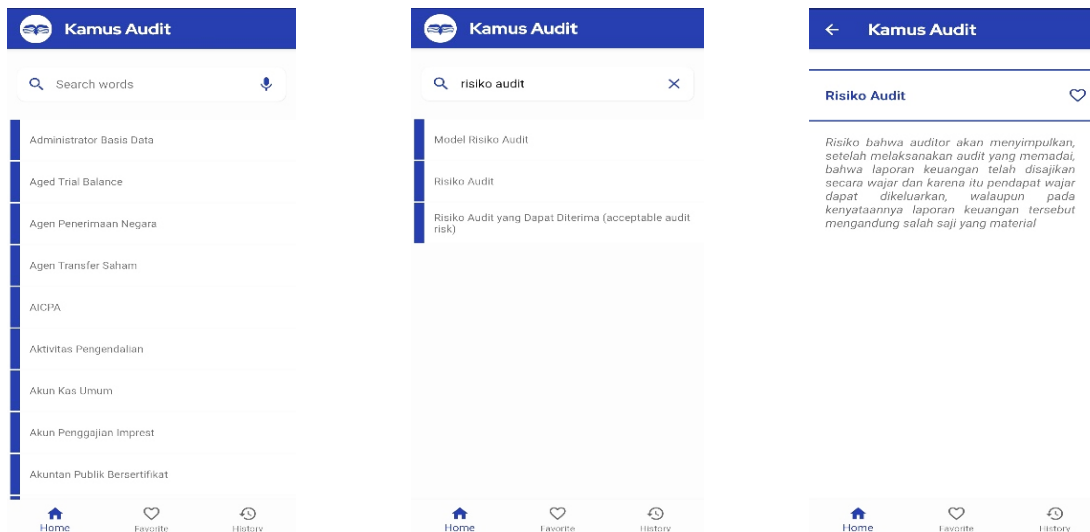 Kamus Audit
Search words
Administrator Basis Data
Aged Trial Balance
Agen Penerimaan Negara
Agen Transfer Saham
AICPA
Aktivitas Pengendalian
Akun Kas Umum
Akun Penggajian Imprest
Akuntan Publik Bersertifikat
Home
Favorite
History
Kamus Audit
risiko audit
Model Risiko Audit
Risiko Audit
Risiko Audit yang Dapat Diterima (acceptable audit
risk)
Home
Favorite
History
Kamus Audit
Risiko Audit
Risiko bahwa auditor akan menyimpulkan,
setelah melaksanakan audit yang memadai,
bahwa laporan keuangan telah disajikan
secara wajar dan karena itu pendapat wajar
dapat dikeluarkan, walaupun pada
kenyataannya laporan keuangan tersebut
mengandung salah saji yang material
Home
Favorite
History